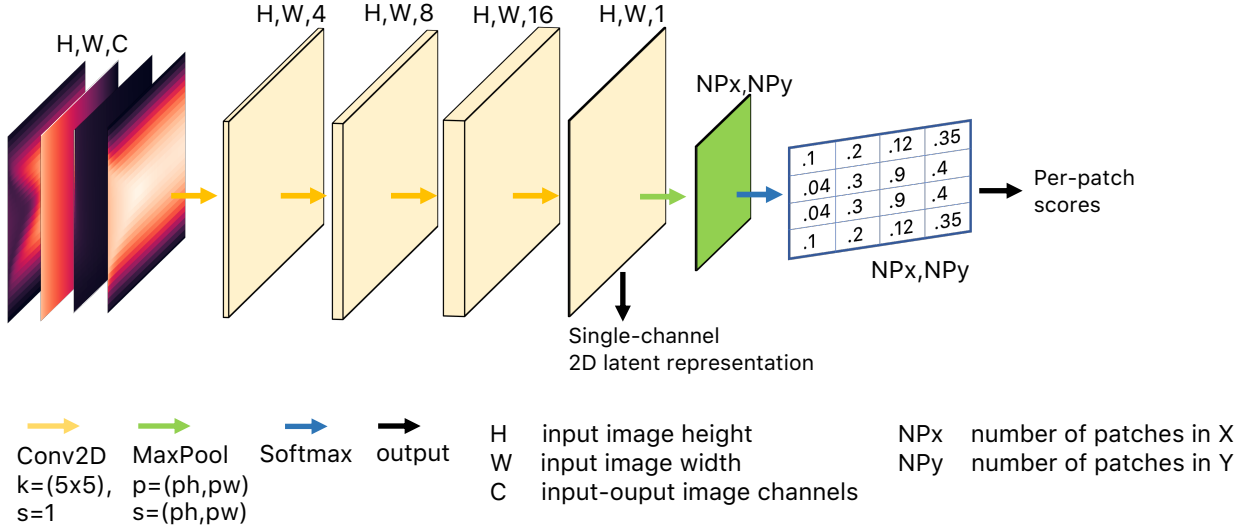 H,W,C
H,W,4
H,W,8
H,W,16
H,W,1
NPx,NPy
.1 .2 .12 .35
.04 .3 .9 .4
.04 .3 .9 .4
.1 .2 .12 .35
NPx,NPy
Per-patch
scores
Single-channel
2D latent representation
Conv2D
k=(5x5),
s=1
MaxPool
p=(ph,pw)
s=(ph,pw)
Softmax
output
H input image height
W input image width
C input-ouput image channels
NPx number of patches in X
NPy number of patches in Y